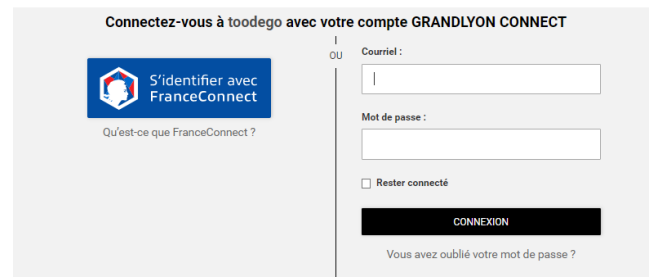 Connectez-vous à toodego avec votre compte GRANDLYON CONNECT
S'identifier avec
FranceConnect
Qu'est-ce que FranceConnect ?
OU
Courriel :
Mot de passe :
Rester connecté
CONNEXION
Vous avez oublié votre mot de passe ?